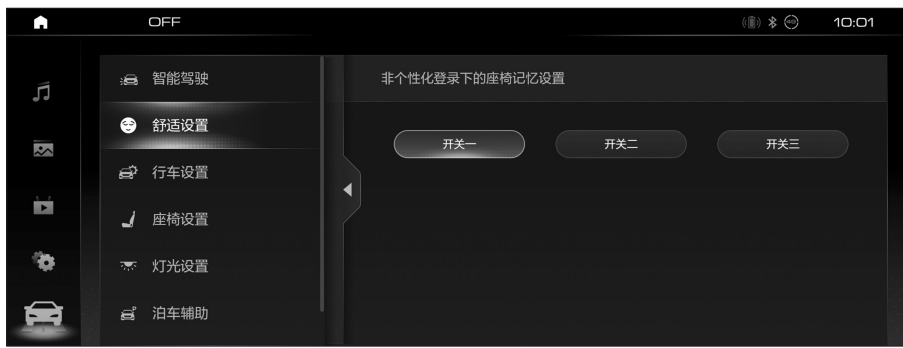 OFF
10:01
智能驾驶
舒适设置
行车设置
座椅设置
灯光设置
泊车辅助
非个性化登录下的座椅记忆设置
开关一 开关二 开关三